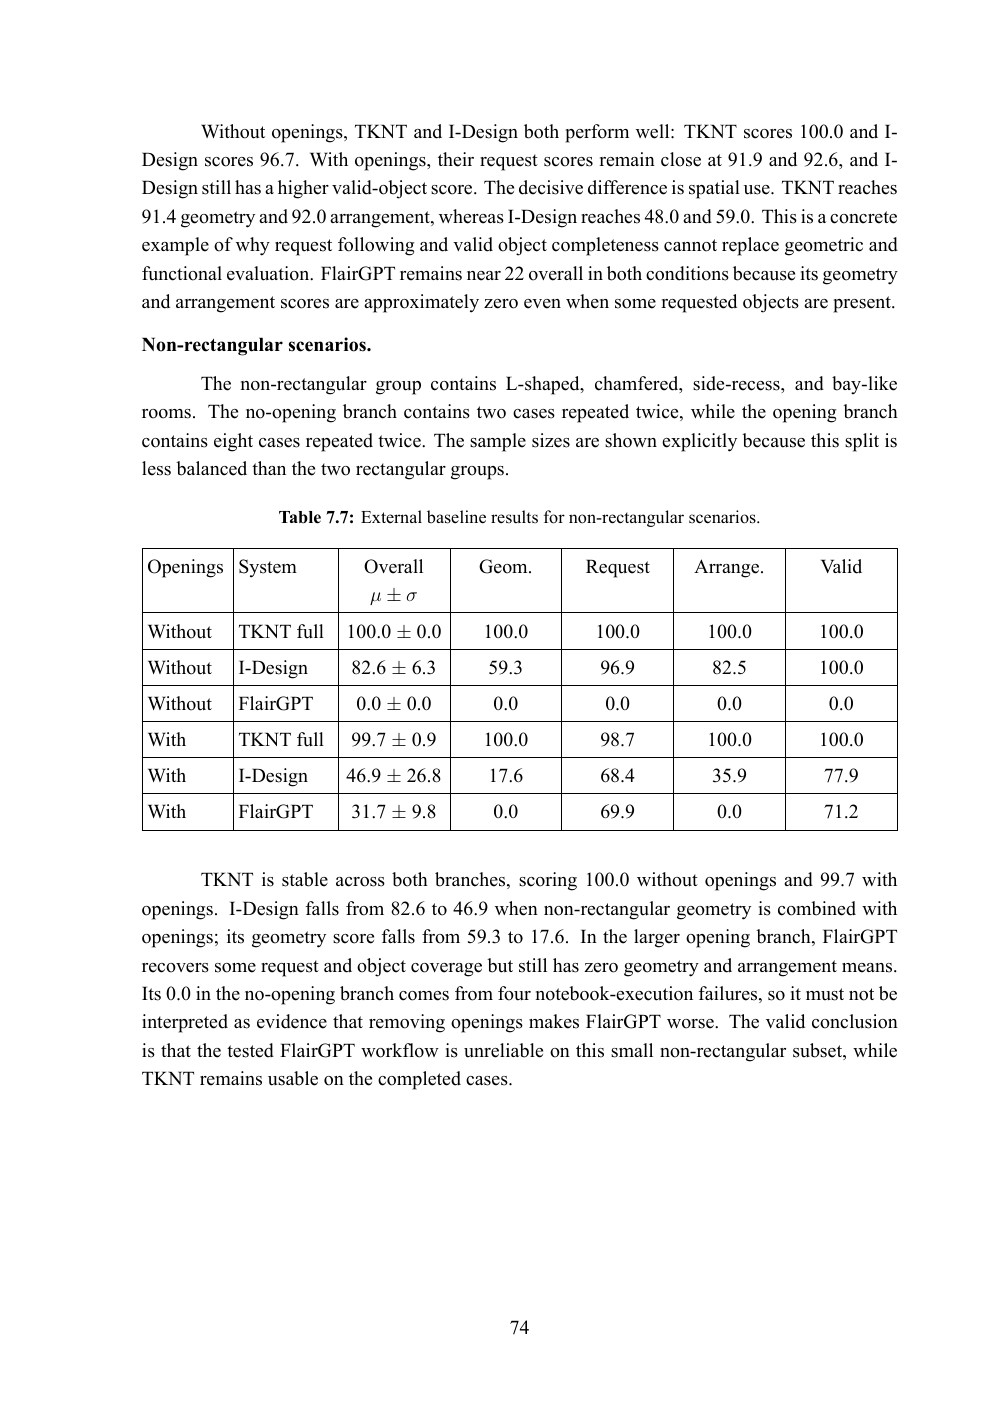 Without openings, TKNT and I-Design both perform well: TKNT scores 100.0 and I-
Design scores 96.7. With openings, their request scores remain close at 91.9 and 92.6, and I-
Design still has a higher valid-object score. The decisive difference is spatial use. TKNT reaches
91.4 geometry and 92.0 arrangement, whereas I-Design reaches 48.0 and 59.0. This is a concrete
example of why request following and valid object completeness cannot replace geometric and
functional evaluation. FlairGPT remains near 22 overall in both conditions because its geometry
and arrangement scores are approximately zero even when some requested objects are present.
Non-rectangular scenarios.
The non-rectangular group contains L-shaped, chamfered, side-recess, and bay-like
rooms. The no-opening branch contains two cases repeated twice, while the opening branch
contains eight cases repeated twice. The sample sizes are shown explicitly because this split is
less balanced than the two rectangular groups.
Table 7.7: External baseline results for non-rectangular scenarios.
Openings System Overall Geom. Request Arrange. Valid
μ ± σ
Without TKNT full 100.0 ± 0.0 100.0 100.0 100.0 100.0
Without I-Design 82.6 ± 6.3 59.3 96.9 82.5 100.0
Without FlairGPT 0.0 ± 0.0 0.0 0.0 0.0 0.0
With TKNT full 99.7 ± 0.9 100.0 98.7 100.0 100.0
With I-Design 46.9 ± 26.8 17.6 68.4 35.9 77.9
With FlairGPT 31.7 ± 9.8 0.0 69.9 0.0 71.2
TKNT is stable across both branches, scoring 100.0 without openings and 99.7 with
openings. I-Design falls from 82.6 to 46.9 when non-rectangular geometry is combined with
openings; its geometry score falls from 59.3 to 17.6. In the larger opening branch, FlairGPT
recovers some request and object coverage but still has zero geometry and arrangement means.
Its 0.0 in the no-opening branch comes from four notebook-execution failures, so it must not be
interpreted as evidence that removing openings makes FlairGPT worse. The valid conclusion
is that the tested FlairGPT workflow is unreliable on this small non-rectangular subset, while
TKNT remains usable on the completed cases.
74